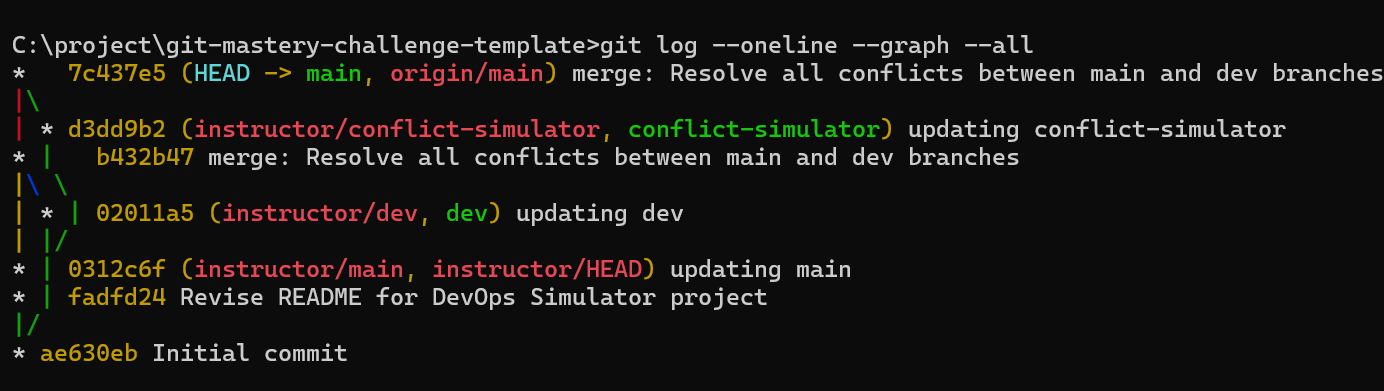 C:\project\git-mastery-challenge-template>git log --oneline --graph --all
*   7c437e5 (HEAD -> main, origin/main) merge: Resolve all conflicts between main and dev branches
|\
| * d3dd9b2 (instructor/conflict-simulator, conflict-simulator) updating conflict-simulator
* |   b432b47 merge: Resolve all conflicts between main and dev branches
|\ \
| * | 02011a5 (instructor/dev, dev) updating dev
| |/
* | 0312c6f (instructor/main, instructor/HEAD) updating main
* | fadfd24 Revise README for DevOps Simulator project
|/
* ae630eb Initial commit